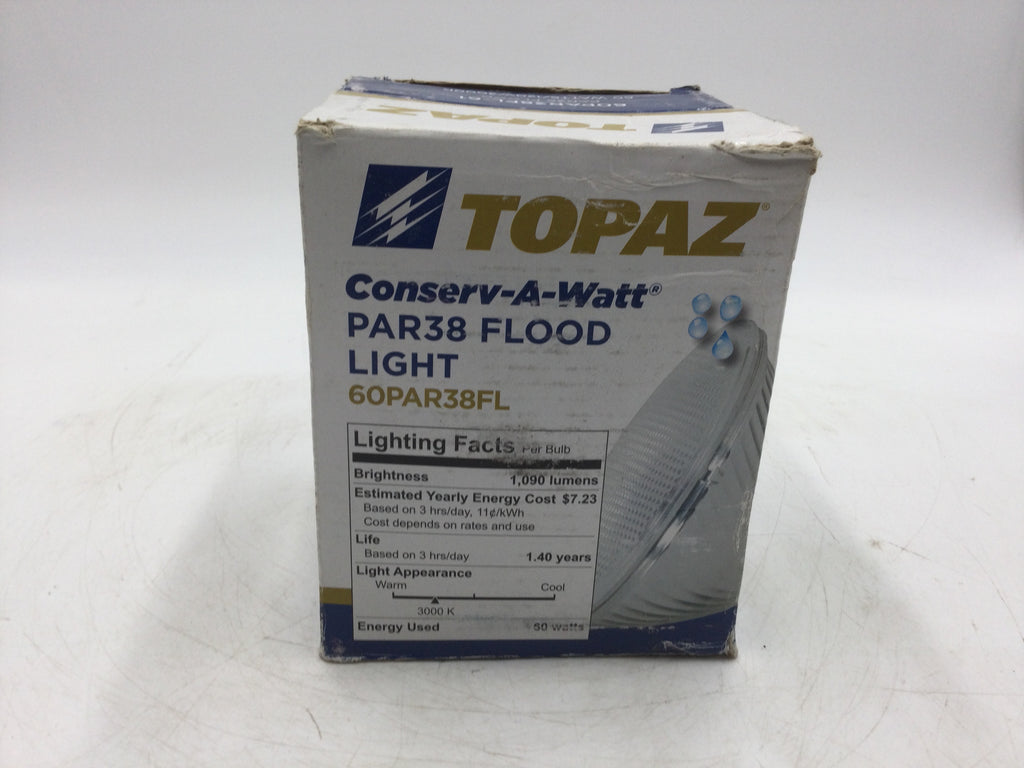 TOPAZ
TOPAZ®
Conserv-A-Watt®
PAR38 FLOOD
LIGHT
60PAR38FL
Lighting Facts Per Bulb
Brightness 1,090 lumens
Estimated Yearly Energy Cost $7.23
Based on 3 hrs/day, 11¢/kWh
Cost depends on rates and use
Life
Based on 3 hrs/day 1.40 years
Light Appearance
Warm Cool
3000 K
Energy Used watts